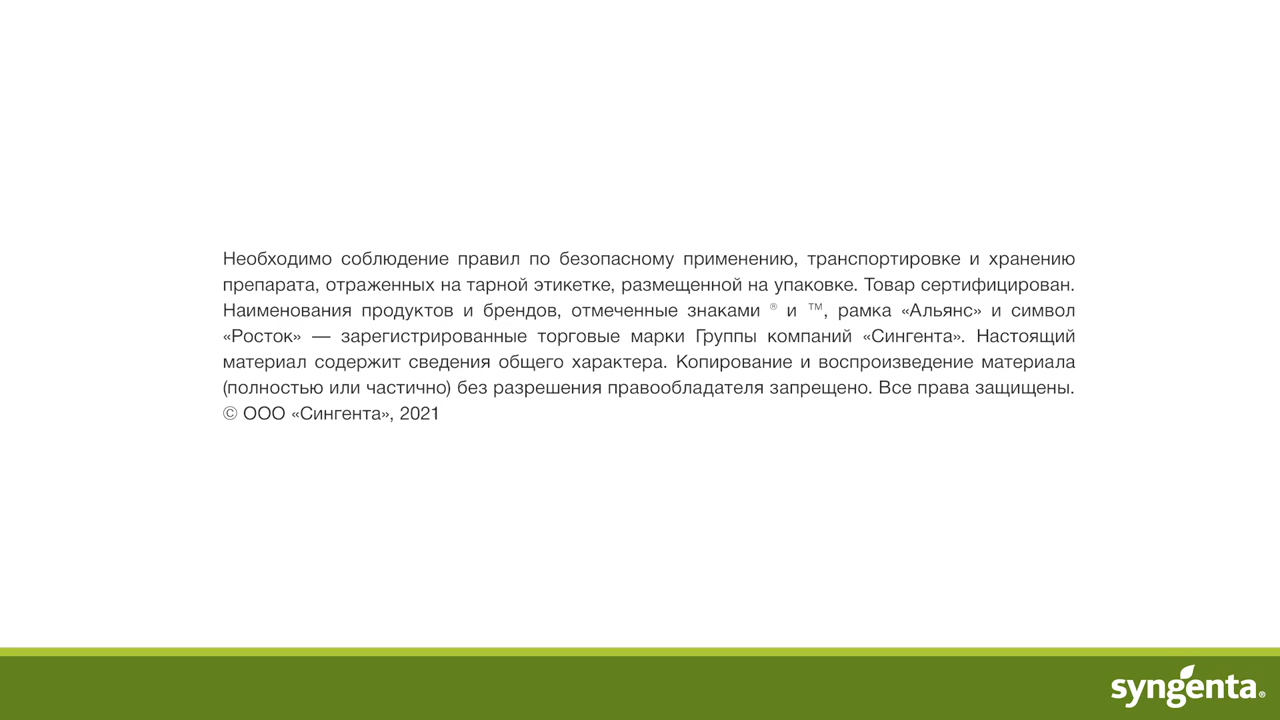 Необходимо соблюдение правил по безопасному применению, транспортировке и хранению
препарата, отраженных на тарной этикетке, размещенной на упаковке. Товар сертифицирован.
Наименования продуктов и брендов, отмеченные знаками ® и ™, рамка «Альянс» и символ
«Росток» — зарегистрированные торговые марки Группы компаний «Сингента». Настоящий
материал содержит сведения общего характера. Копирование и воспроизведение материала
(полностью или частично) без разрешения правообладателя запрещено. Все права защищены.
© ООО «Сингента», 2021
syngenta®